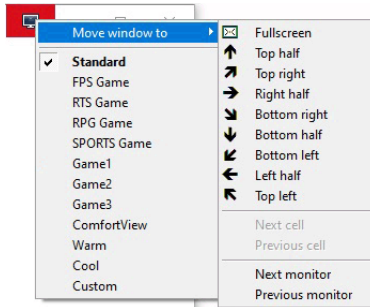 Move window to
Standard
FPS Game
RTS Game
RPG Game
SPORTS Game
Game1
Game2
Game3
ComfortView
Warm
Cool
Custom
Fullscreen
Top half
Top right
Right half
Bottom right
Bottom half
Bottom left
Left half
Top left
Next cell
Previous cell
Next monitor
Previous monitor